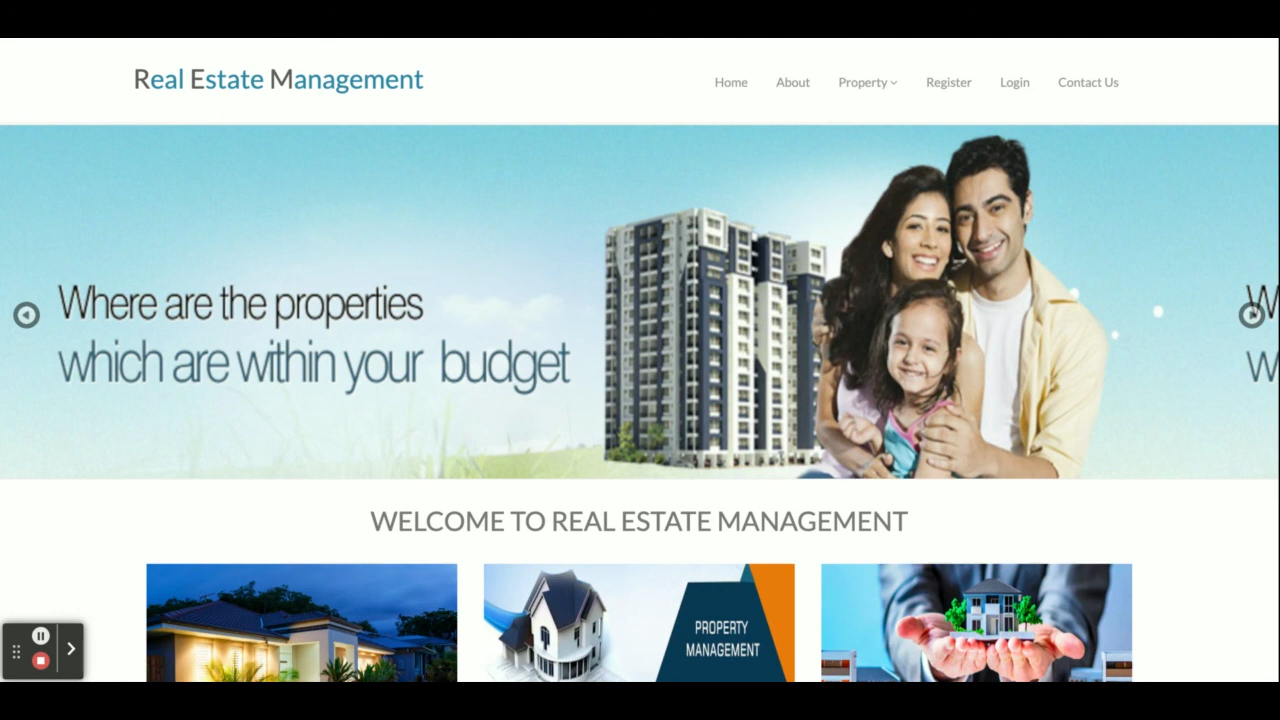 Real Estate Management
Home About Property Register Login Contact Us
Where are the properties
which are within your budget
W
W
WELCOME TO REAL ESTATE MANAGEMENT
PROPERTY
MANAGEMENT